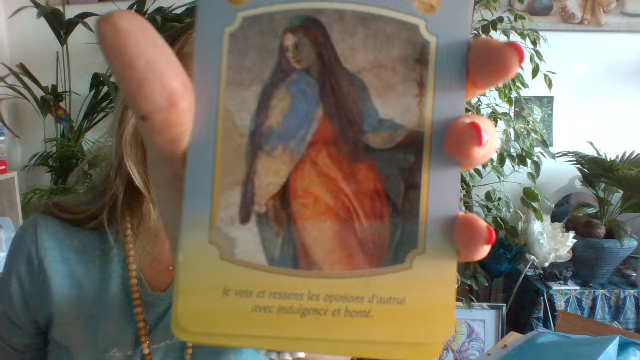 Je vois et ressens les opinions d'autrui
avec indulgence et bonté.